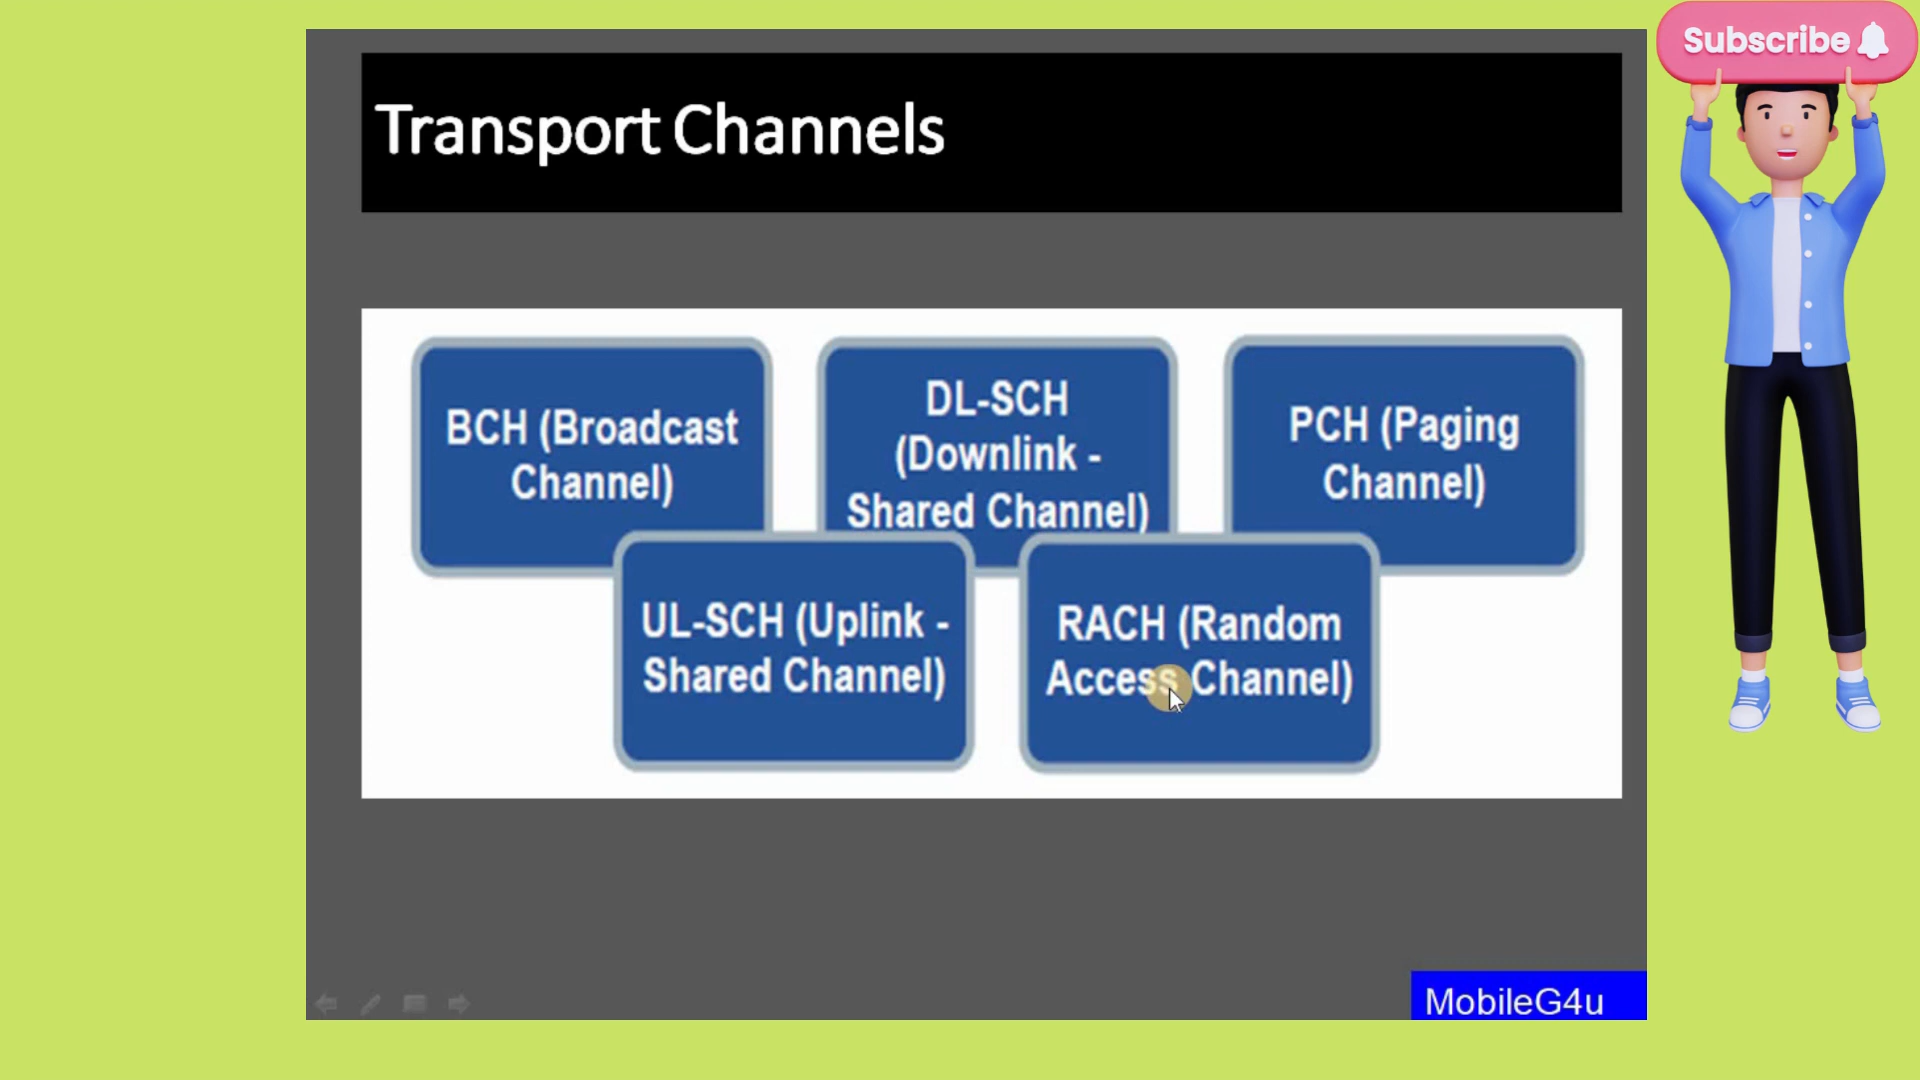 Subscribe
Transport Channels
BCH (Broadcast
Channel)
DL-SCH
(Downlink -
Shared Channel)
PCH (Paging
Channel)
UL-SCH (Uplink -
Shared Channel)
RACH (Random
Access Channel)
MobileG4u